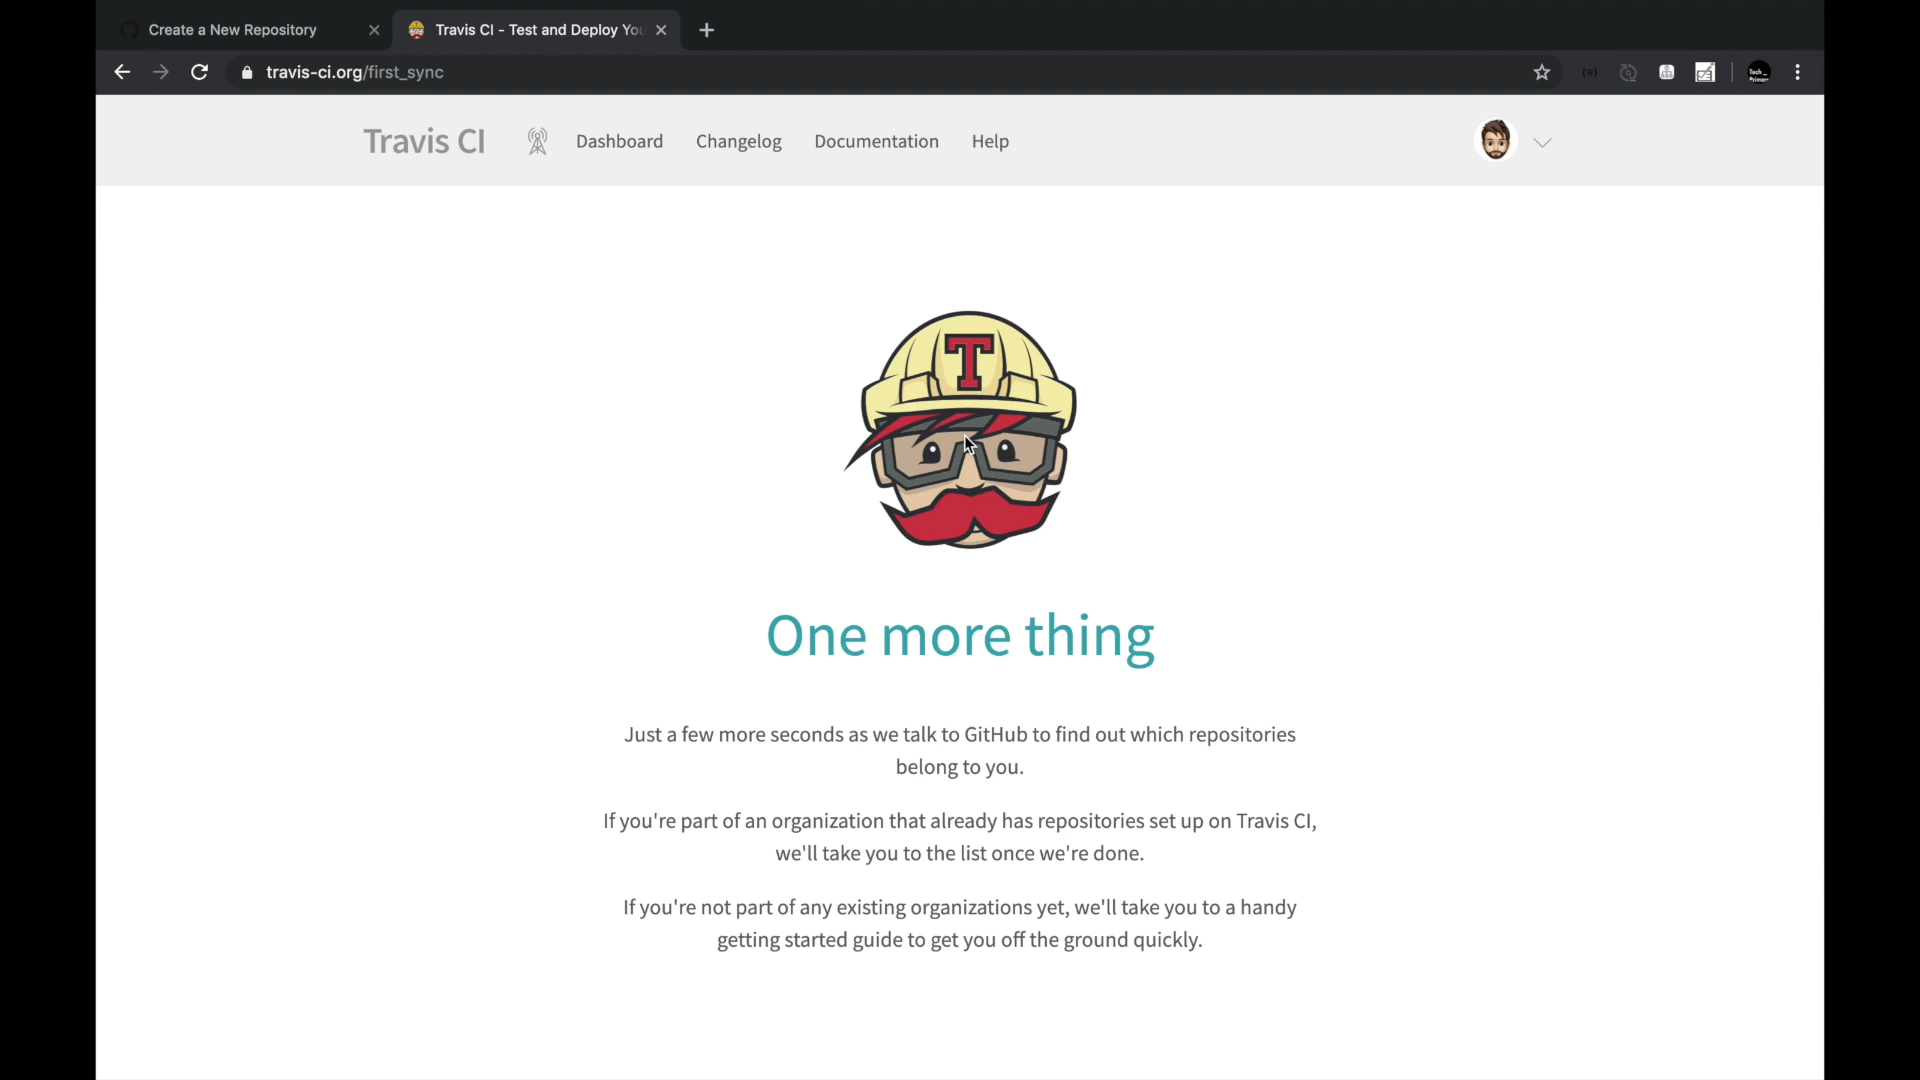 Create a New Repository
Travis CI - Test and Deploy You
travis-ci.org/first_sync
Tech_
Primers
Travis CI
Dashboard
Changelog
Documentation
Help
T
One more thing
Just a few more seconds as we talk to GitHub to find out which repositories
belong to you.
If you're part of an organization that already has repositories set up on Travis CI,
we'll take you to the list once we're done.
If you're not part of any existing organizations yet, we'll take you to a handy
getting started guide to get you off the ground quickly.